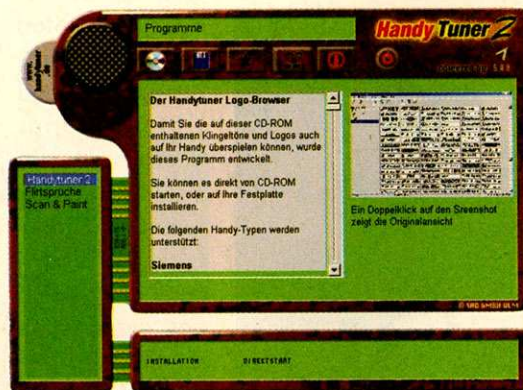 Programme
Handy Tuner 2
www.
handytuner
.de
Der Handytuner Logo-Browser
Damit Sie die auf dieser CD-ROM
enthaltenen Klingeltöne und Logos auch
auf Ihr Handy überspielen können, wurde
dieses Programm entwickelt.
Sie können es direkt von CD-ROM
starten, oder auf Ihre Festplatte
installieren.
Die folgenden Handy-Typen werden
unterstützt:
Siemens
Ein Doppelklick auf den Sreenshot
zeigt die Originalansicht
Handytuner 2
Flirtsprüche
Scan & Paint
INSTALLATION
DIREKTSTART